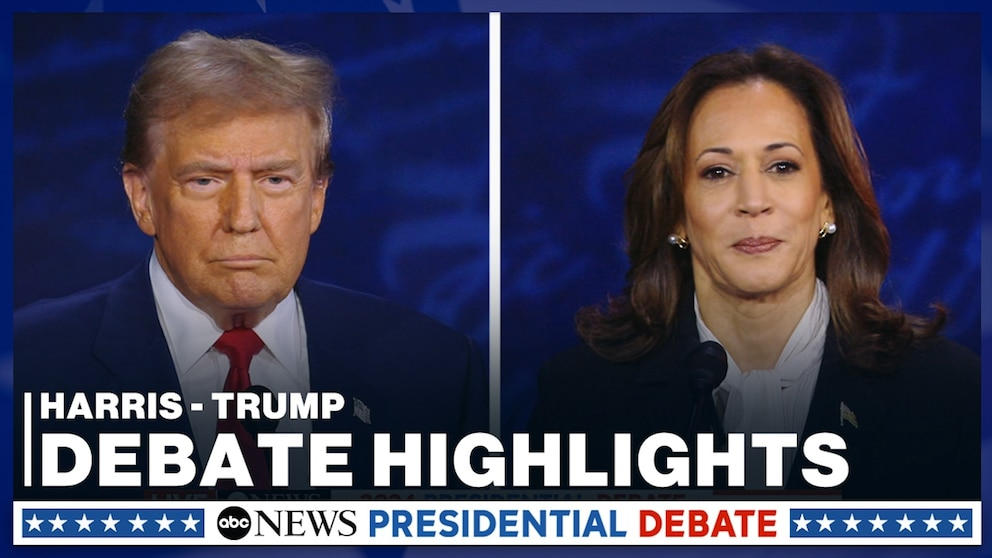 HARRIS - TRUMP
DEBATE HIGHLIGHTS
abc NEWS PRESIDENTIAL DEBATE